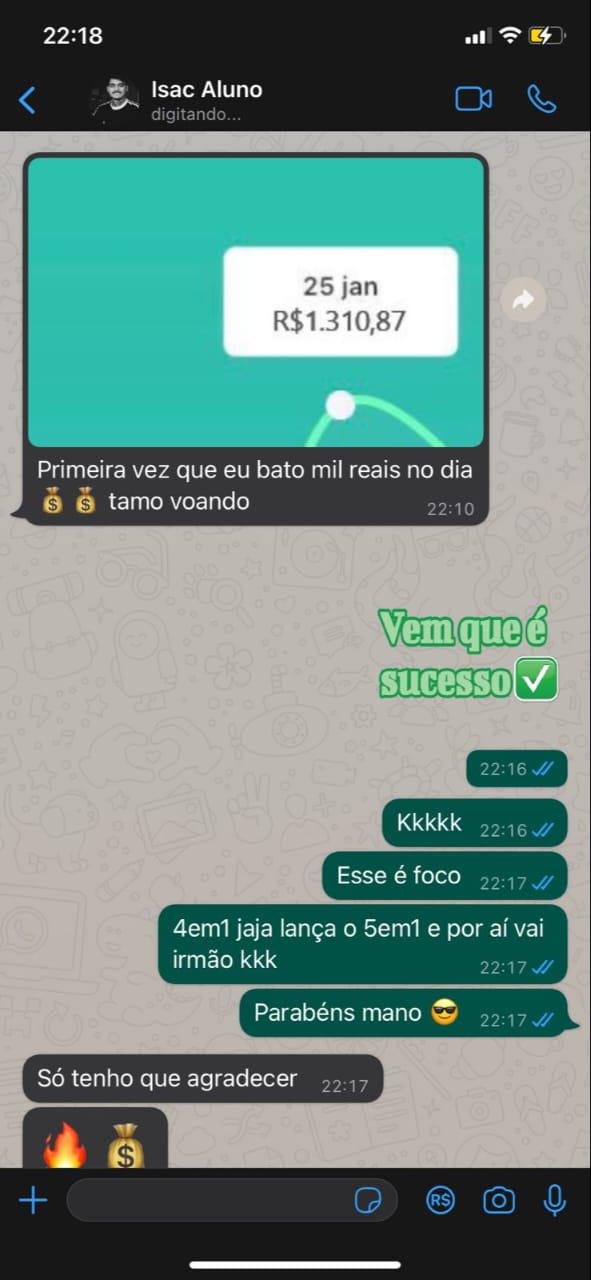 22:18
Isac Aluno
digitando...
25 jan
R$1.310,87
Primeira vez que eu bato mil reais no dia
💰 💰 tamo voando
22:10
Vem que é
sucesso✅
22:16
Kkkkk 22:16
Esse é foco 22:17
4em1 jaja lança o 5em1 e por aí vai
irmão kkk 22:17
Parabéns mano 😎 22:17
Só tenho que agradecer 22:17
🔥 💰
R$